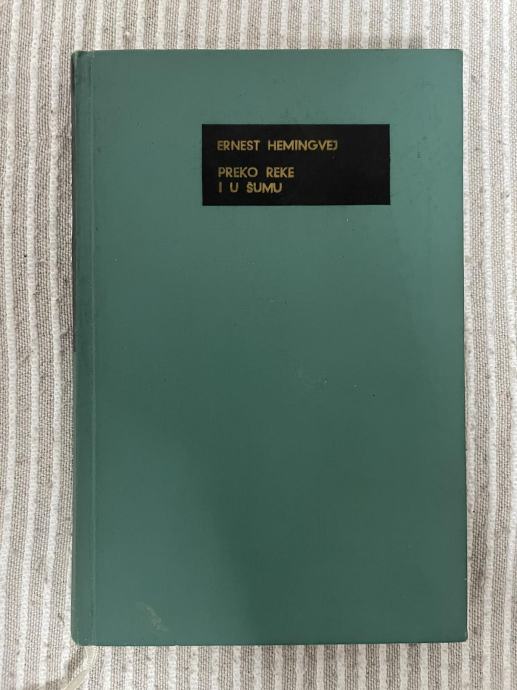 ERNEST HEMINGVEJ
PREKO REKE
I U ŠUMU